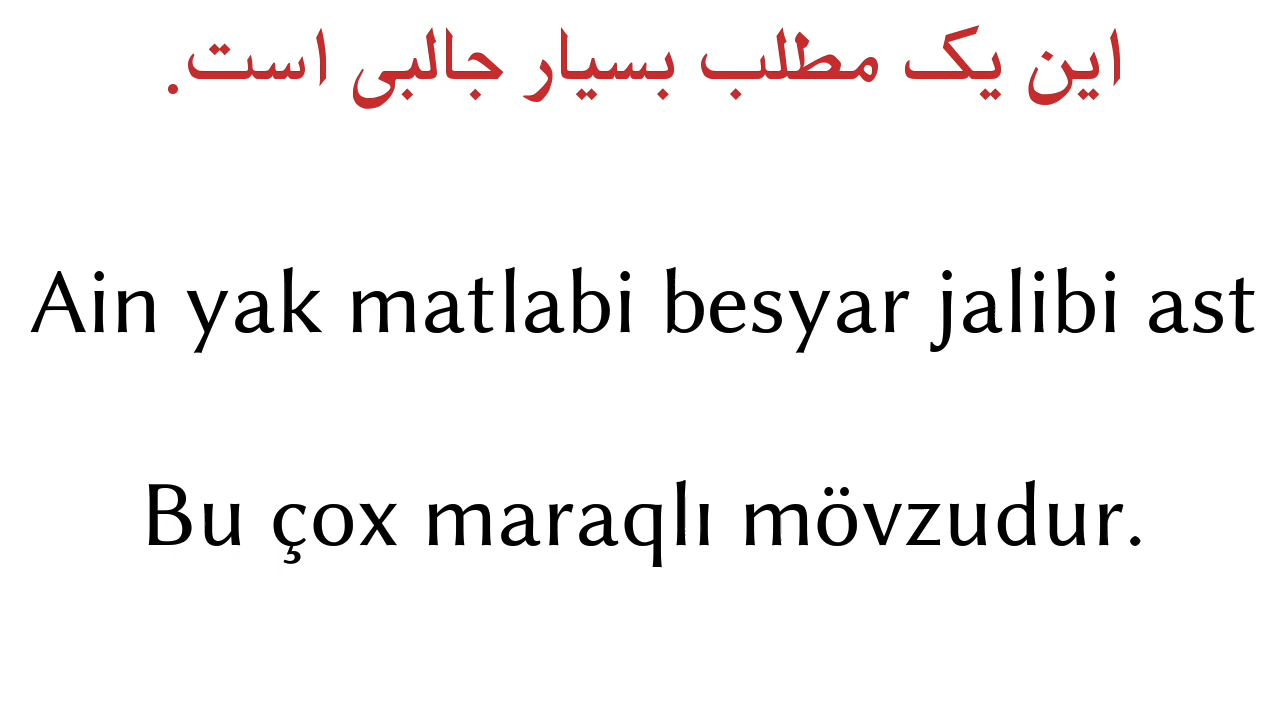 این یک مطلب بسیار جالبی است.
Ain yak matlabi besyar jalibi ast
Bu çox maraqlı mövzudur.